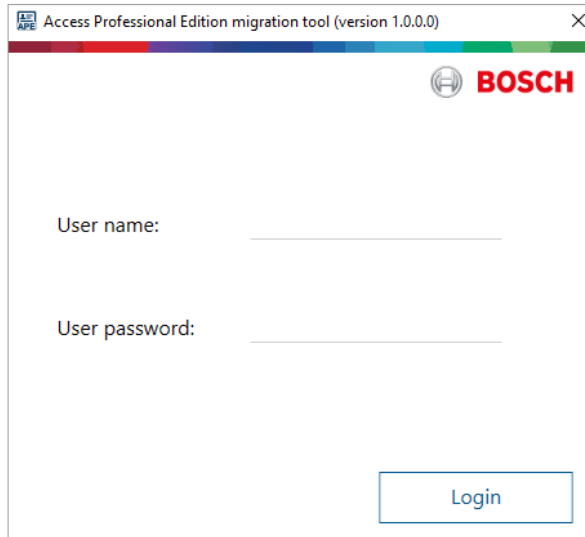 APE Access Professional Edition migration tool (version 1.0.0.0)
BOSCH
User name:
User password:
Login